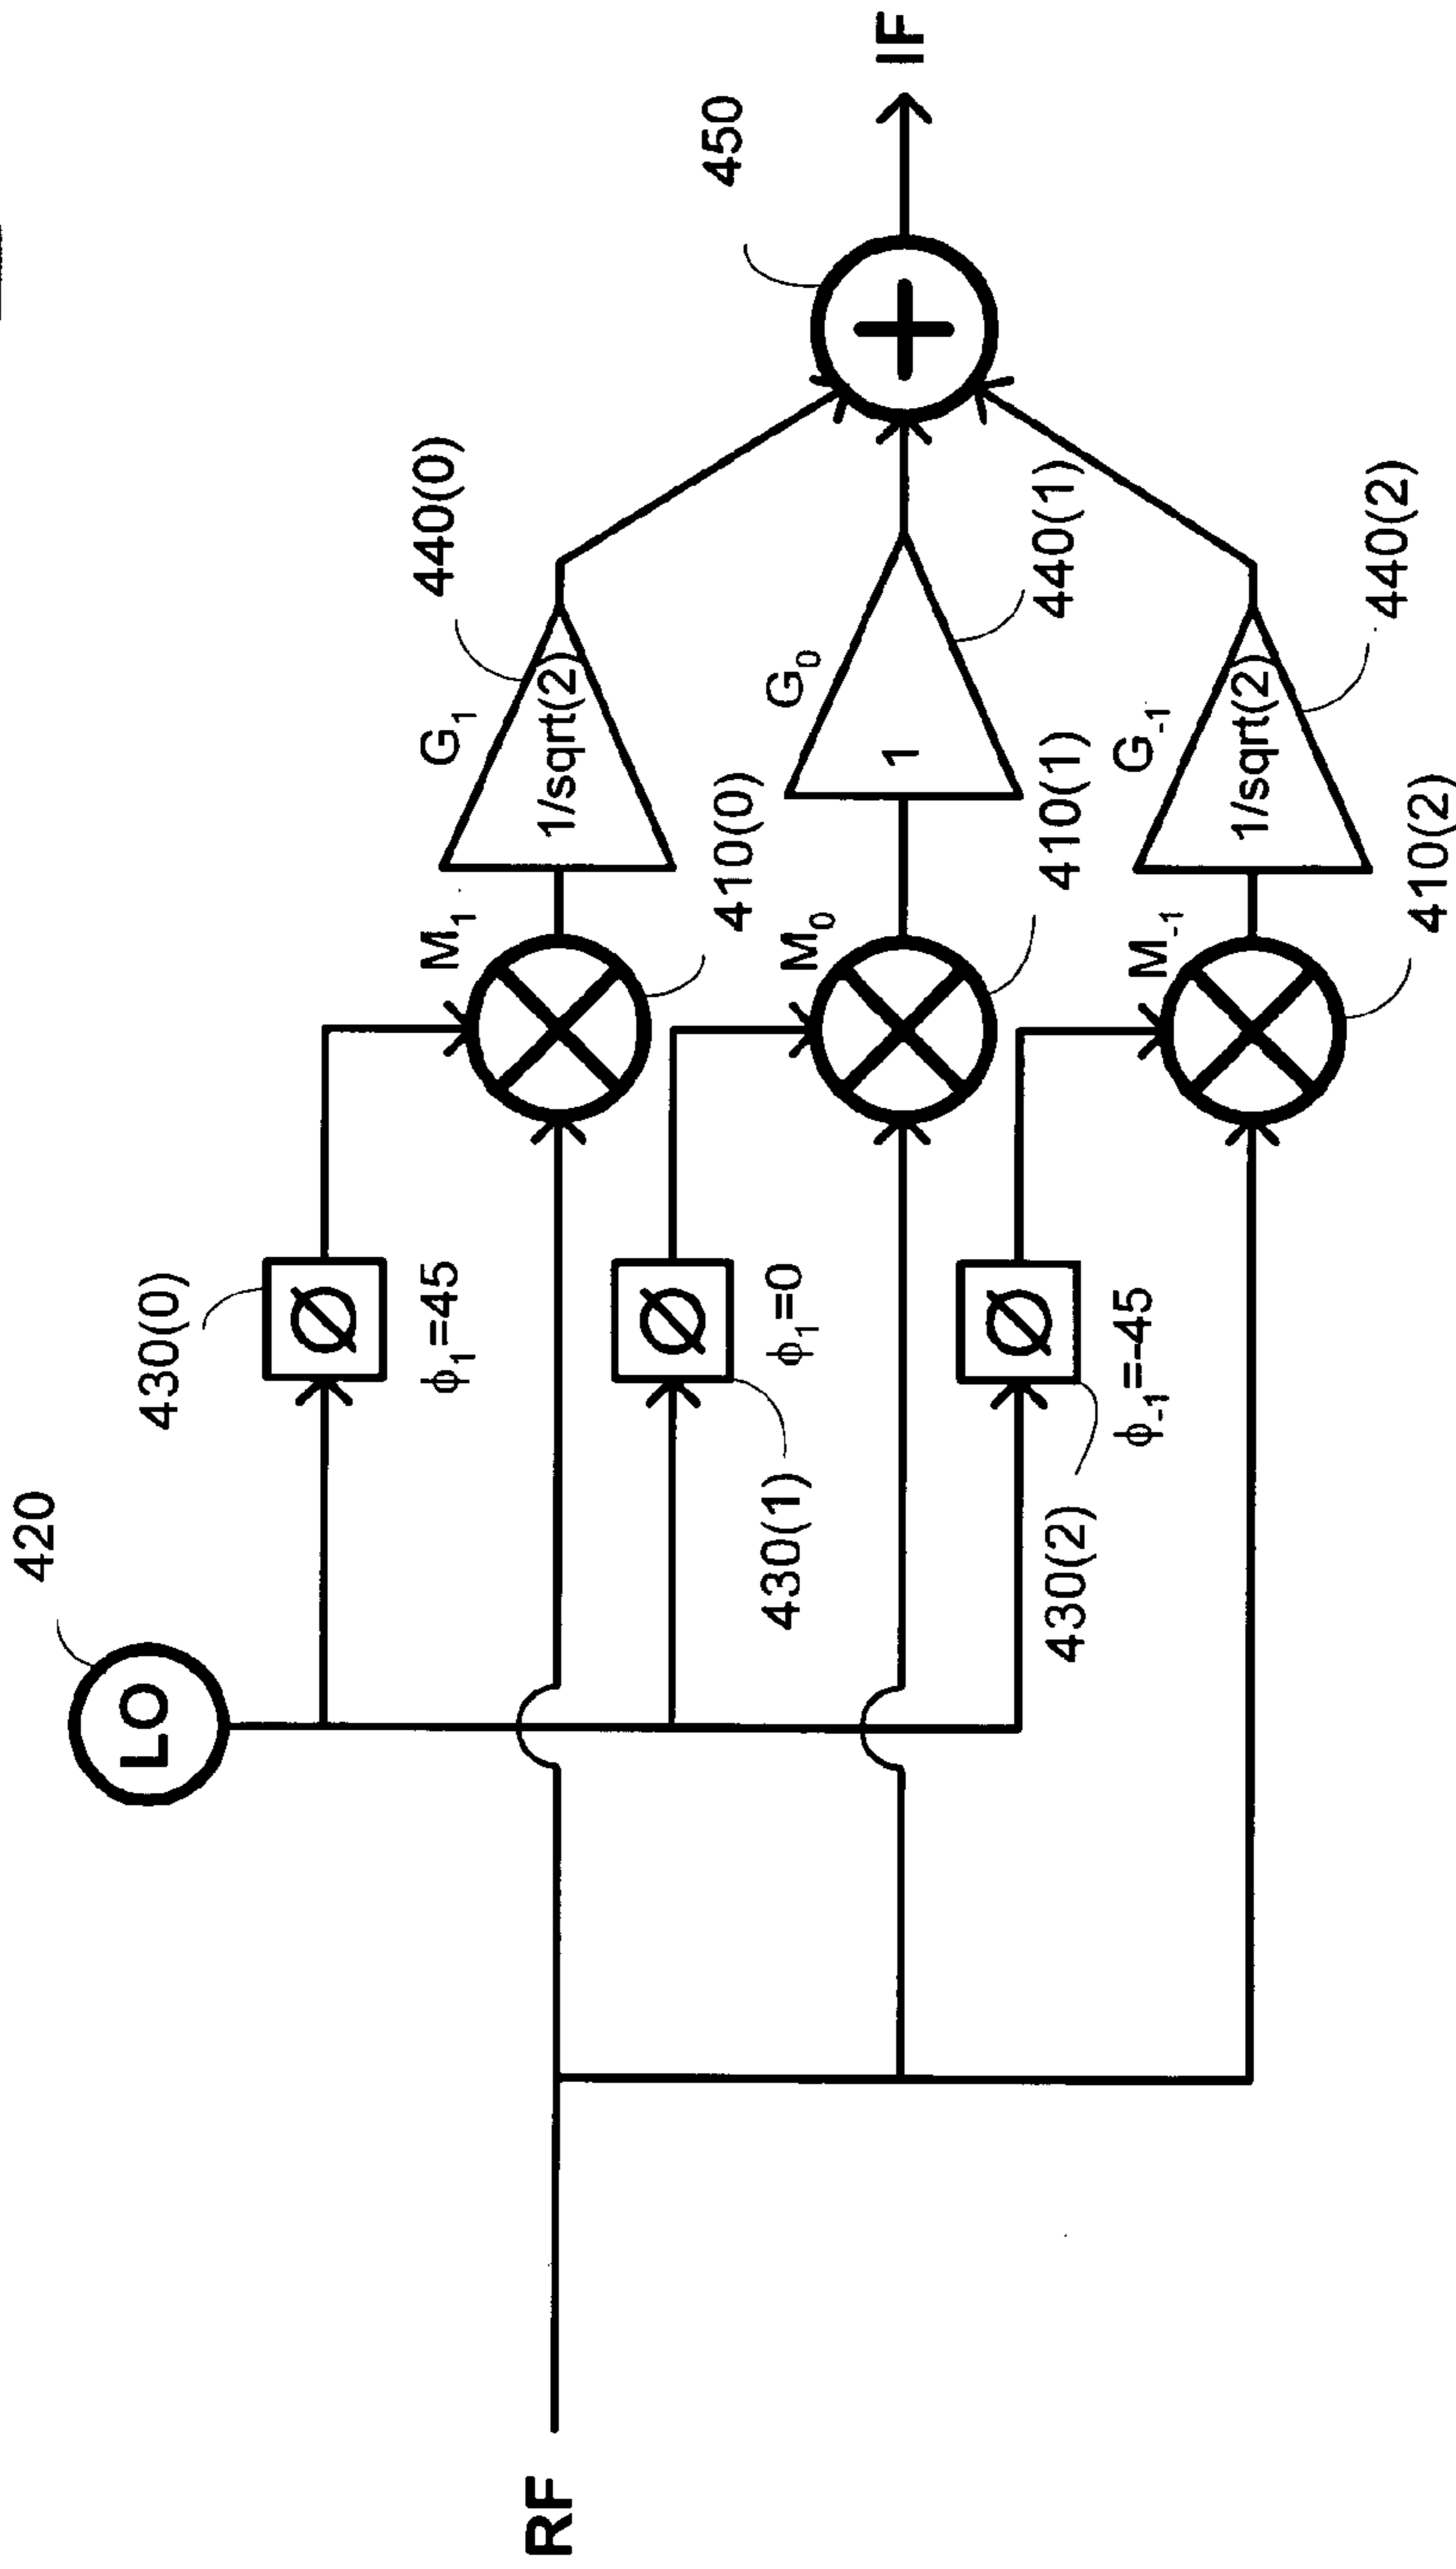 420
LO
430(0)
ϕ1=45
M1
G1
1/sqrt(2)
440(0)
410(0)
450
430(1)
ϕ1=0
M0
G0
1
440(1)
410(1)
IF
RF
430(2)
ϕ-1=-45
M-1
G-1
1/sqrt(2)
440(2)
410(2)